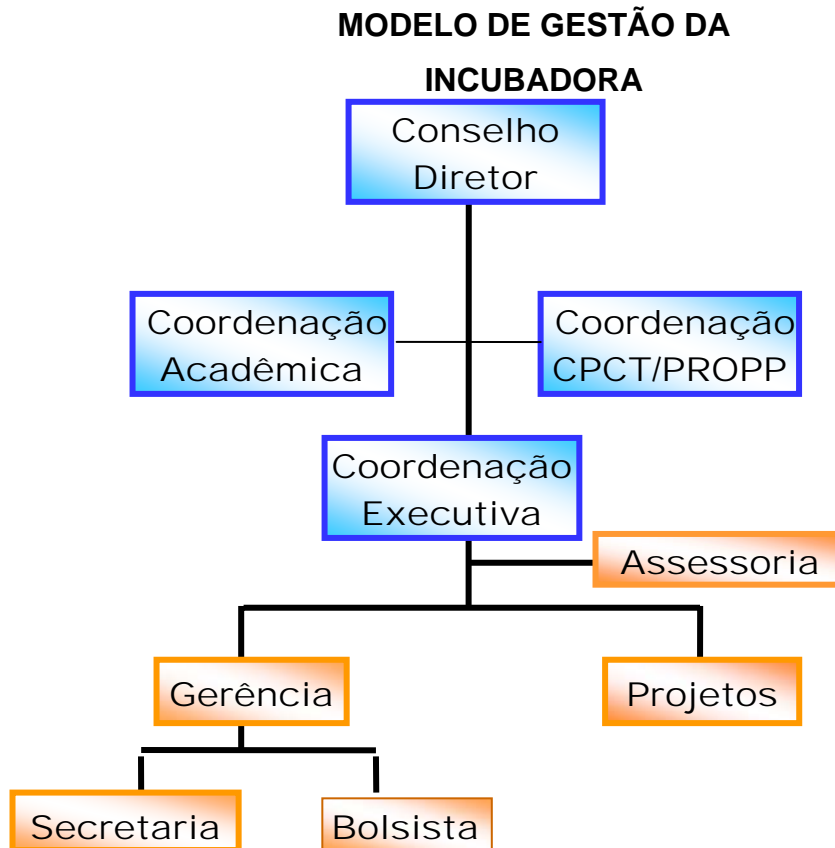 MODELO DE GESTÃO DA
INCUBADORA
Conselho
Diretor
Coordenação
Acadêmica
Coordenação
CPCT/PROPP
Coordenação
Executiva
Assessoria
Gerência
Projetos
Secretaria
Bolsista